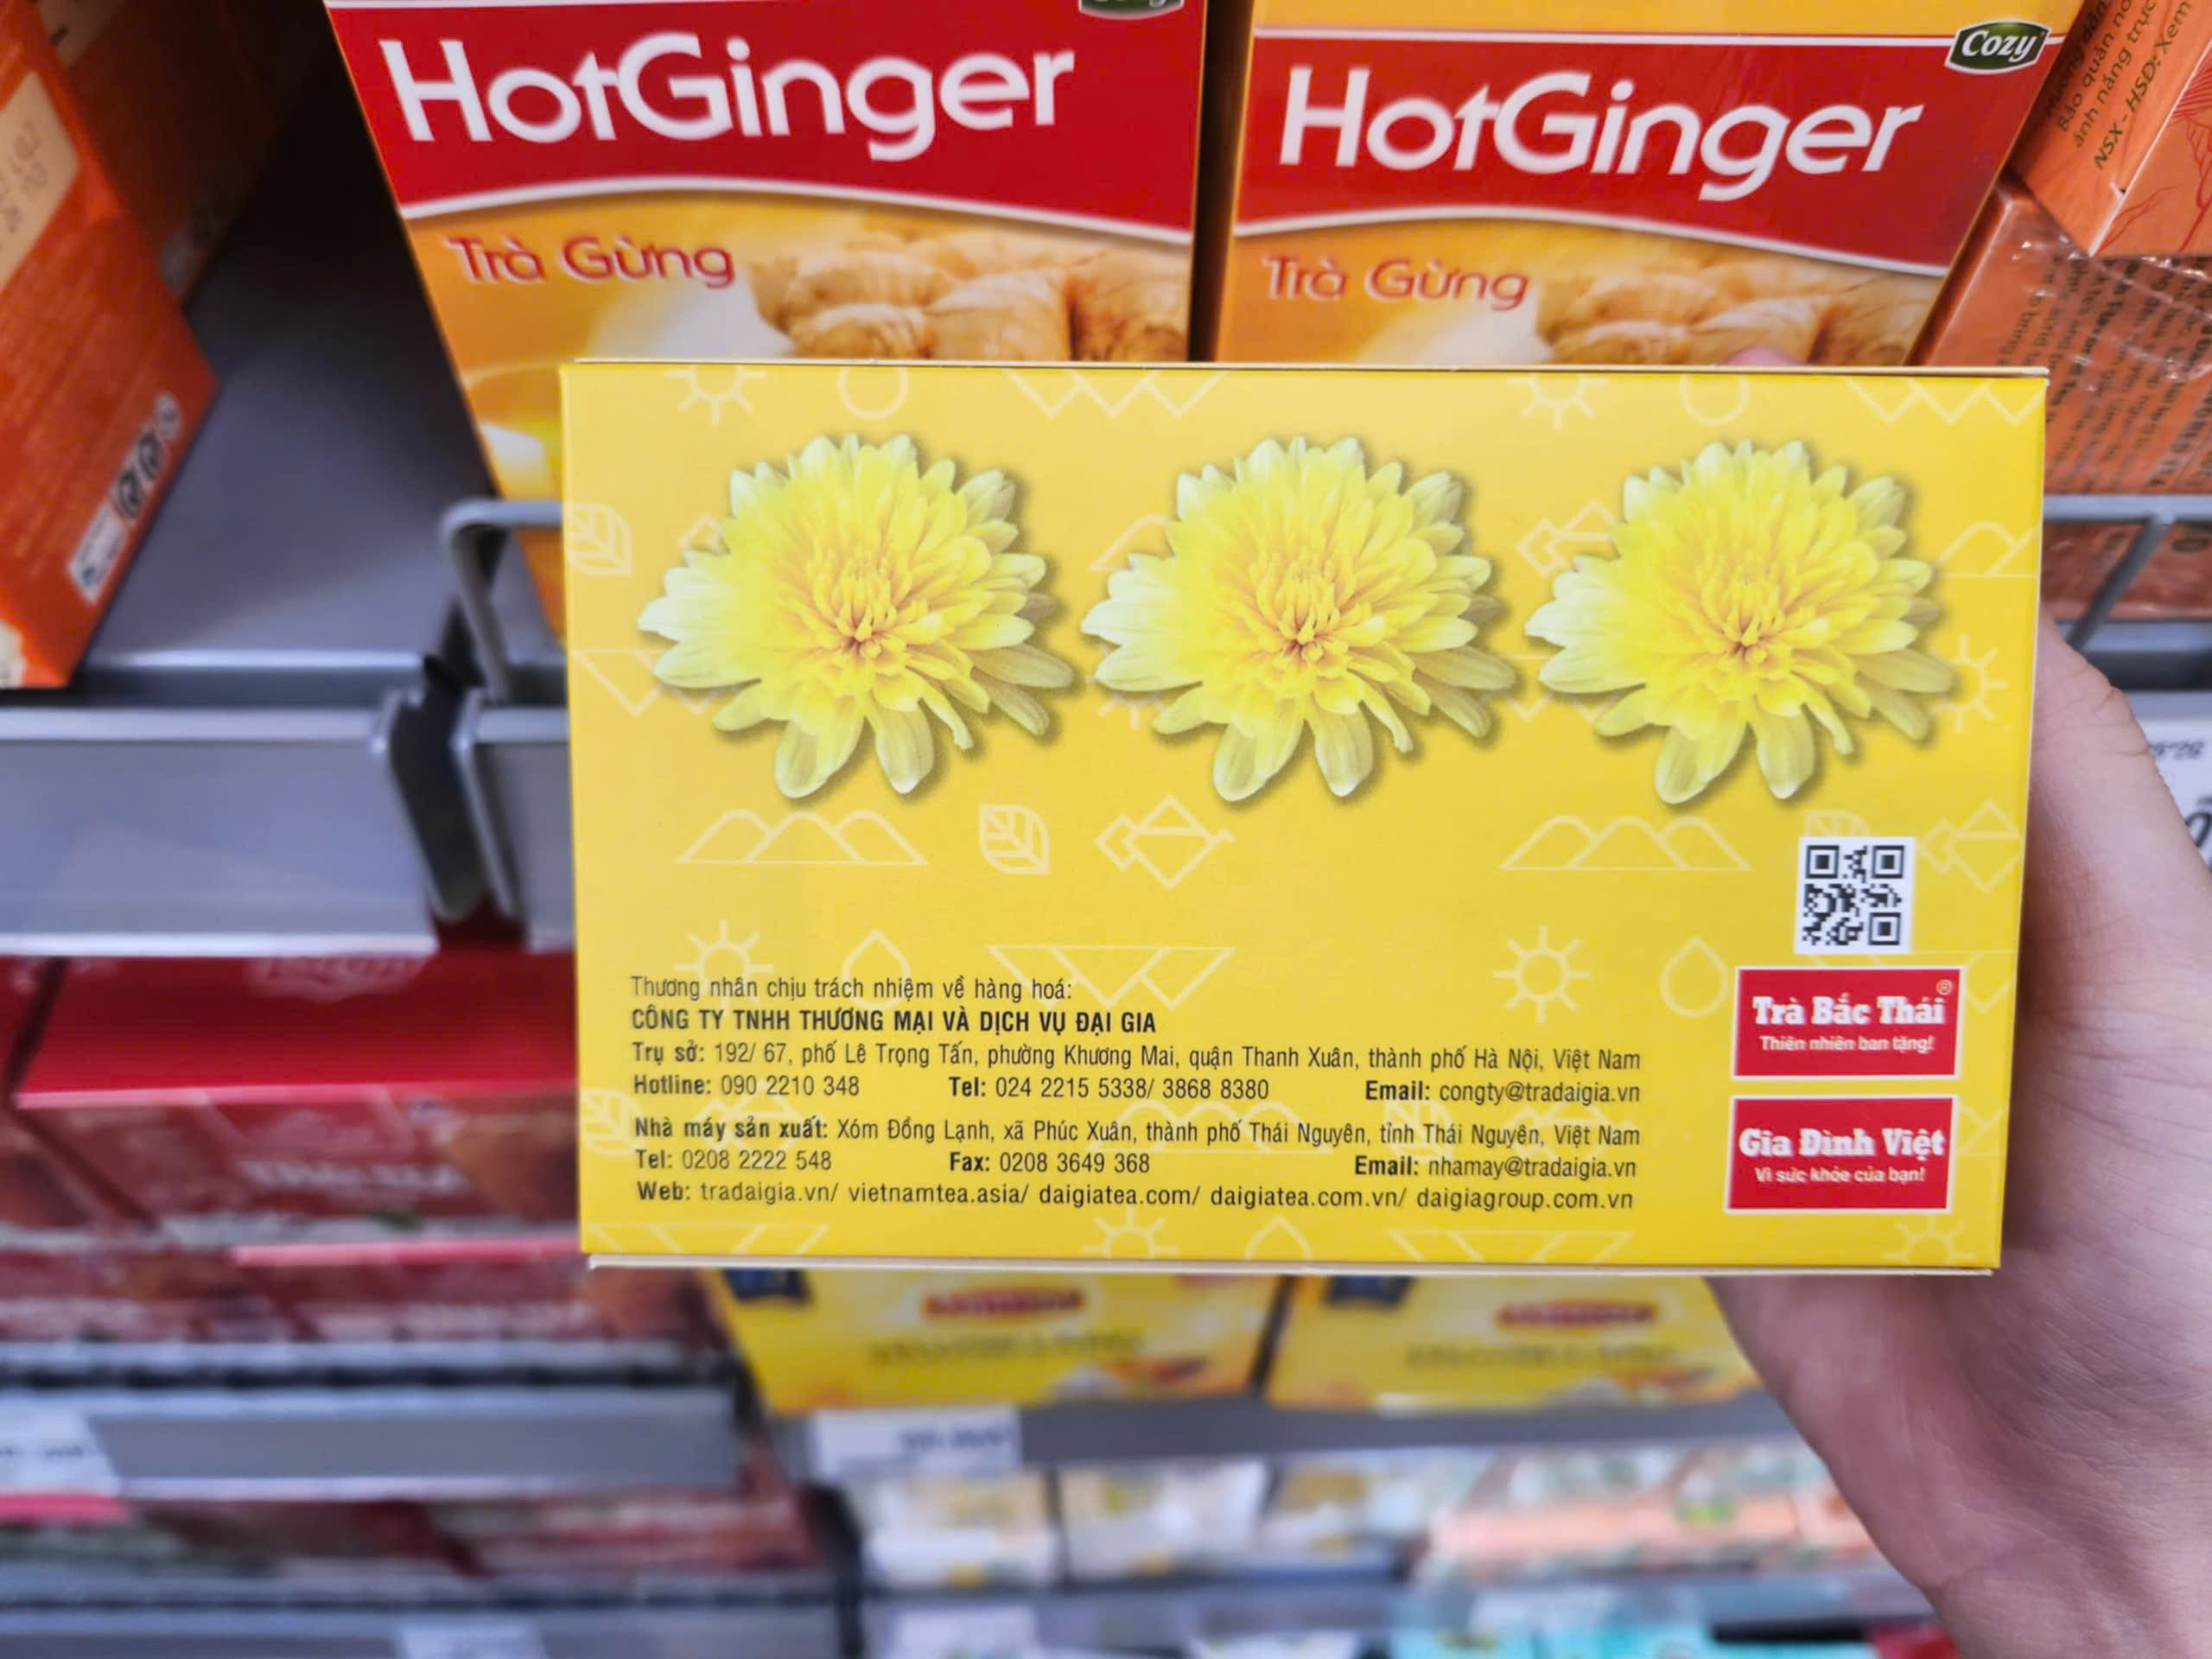 HotGinger
Trà Gừng
Cozy
HotGinger
Trà Gừng
NSX - HSD: Xem
Thương nhân chịu trách nhiệm về hàng hoá:
CÔNG TY TNHH THƯƠNG MẠI VÀ DỊCH VỤ ĐẠI GIA
Trụ sở: 192/ 67, phố Lê Trọng Tấn, phường Khương Mai, quận Thanh Xuân, thành phố Hà Nội, Việt Nam
Hotline: 090 2210 348 Tel: 024 2215 5338/ 3868 8380 Email: congty@tradaigia.vn
Nhà máy sản xuất: Xóm Đồng Lạnh, xã Phúc Xuân, thành phố Thái Nguyên, tỉnh Thái Nguyên, Việt Nam
Tel: 0208 2222 548 Fax: 0208 3649 368 Email: nhamay@tradaigia.vn
Web: tradaigia.vn/ vietnamtea.asia/ daigiatea.com/ daigiatea.com.vn/ daigiagroup.com.vn
Trà Bắc Thái®
Thiên nhiên ban tặng!
Gia Đình Việt
Vì sức khỏe của bạn!